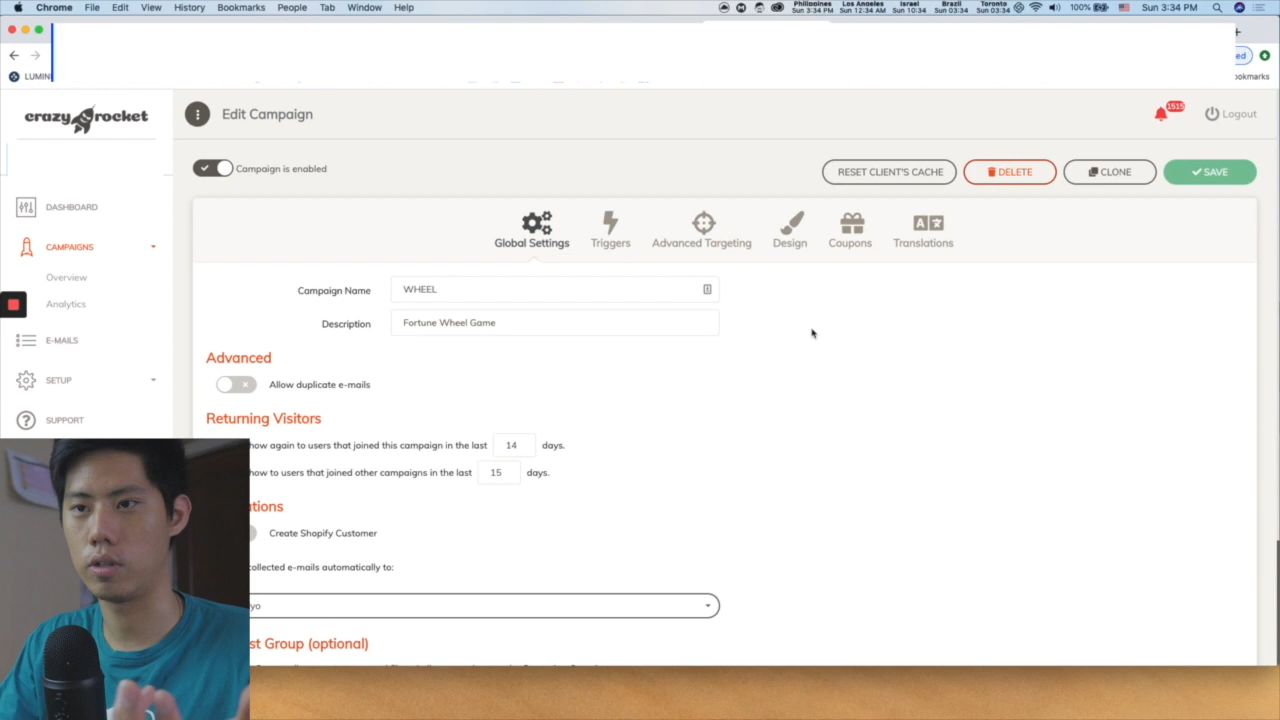 Chrome File Edit View History Bookmarks People Tab Window Help
Philippines Sun 3:34 PM Los Angeles Sun 12:34 AM Israel Sun 10:34 Brazil Sun 03:34 Toronto Sun 03:34 100% Sun 3:34 PM
ed
LUMIN
ookmarks
crazy rocket
Edit Campaign
1515
Logout
Campaign is enabled
RESET CLIENT'S CACHE
DELETE
CLONE
SAVE
DASHBOARD
CAMPAIGNS
Overview
Analytics
E-MAILS
SETUP
SUPPORT
Global Settings Triggers Advanced Targeting Design Coupons Translations
Campaign Name WHEEL
Description Fortune Wheel Game
Advanced
Allow duplicate e-mails
Returning Visitors
how again to users that joined this campaign in the last 14 days.
how to users that joined other campaigns in the last 15 days.
ations
Create Shopify Customer
collected e-mails automatically to:
yo
st Group (optional)